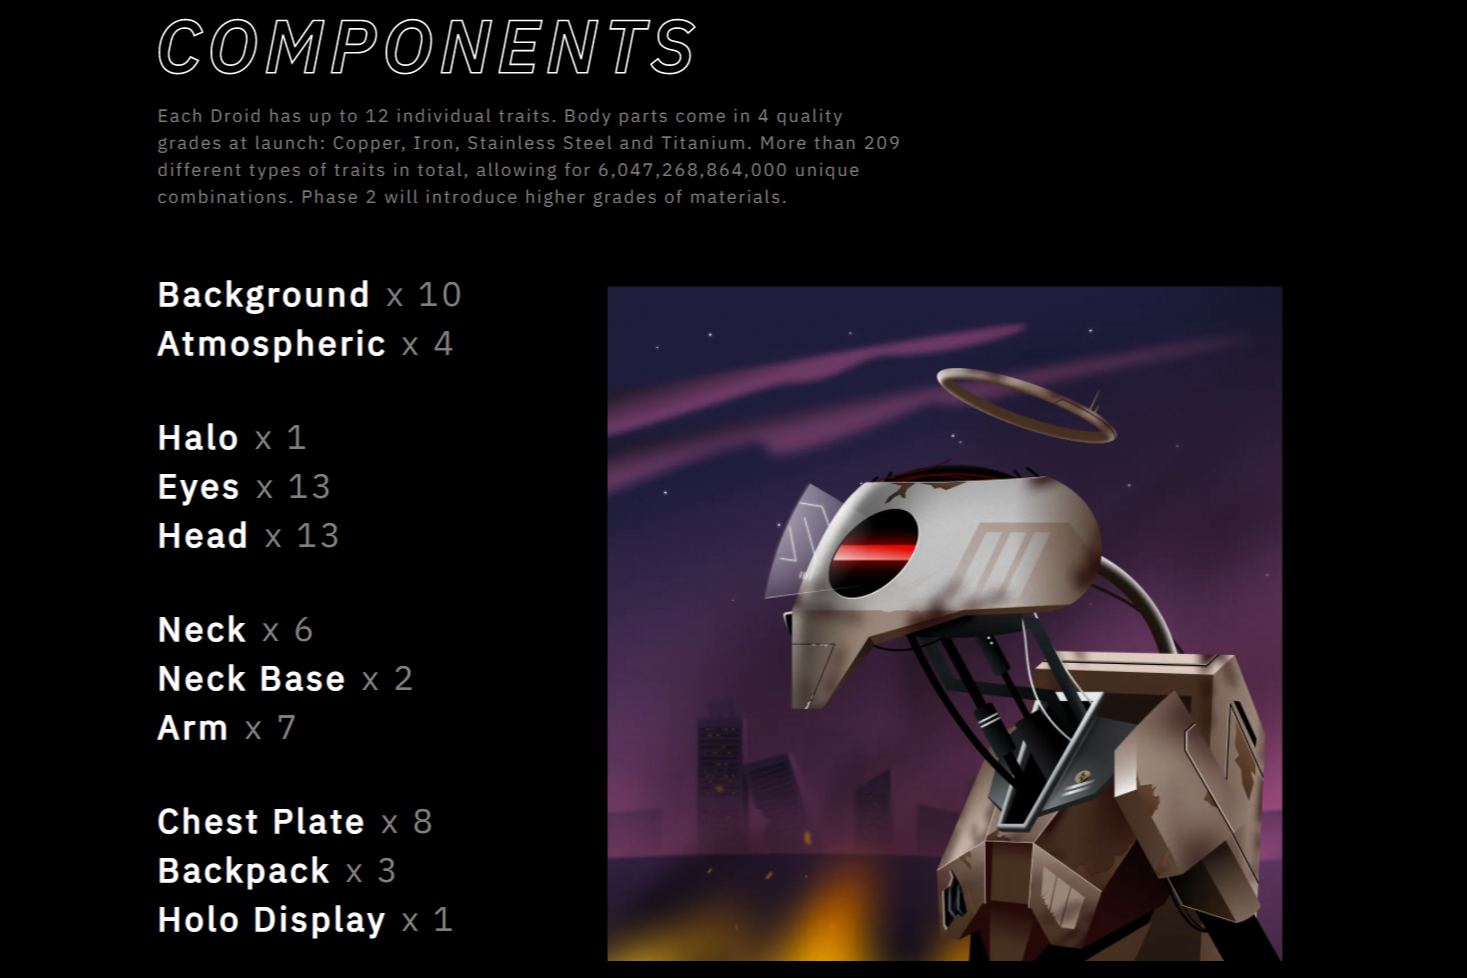 COMPONENTS
Each Droid has up to 12 individual traits. Body parts come in 4 quality
grades at launch: Copper, Iron, Stainless Steel and Titanium. More than 209
different types of traits in total, allowing for 6,047,268,864,000 unique
combinations. Phase 2 will introduce higher grades of materials.
Background x 10
Atmospheric x 4
Halo x 1
Eyes x 13
Head x 13
Neck x 6
Neck Base x 2
Arm x 7
Chest Plate x 8
Backpack x 3
Holo Display x 1